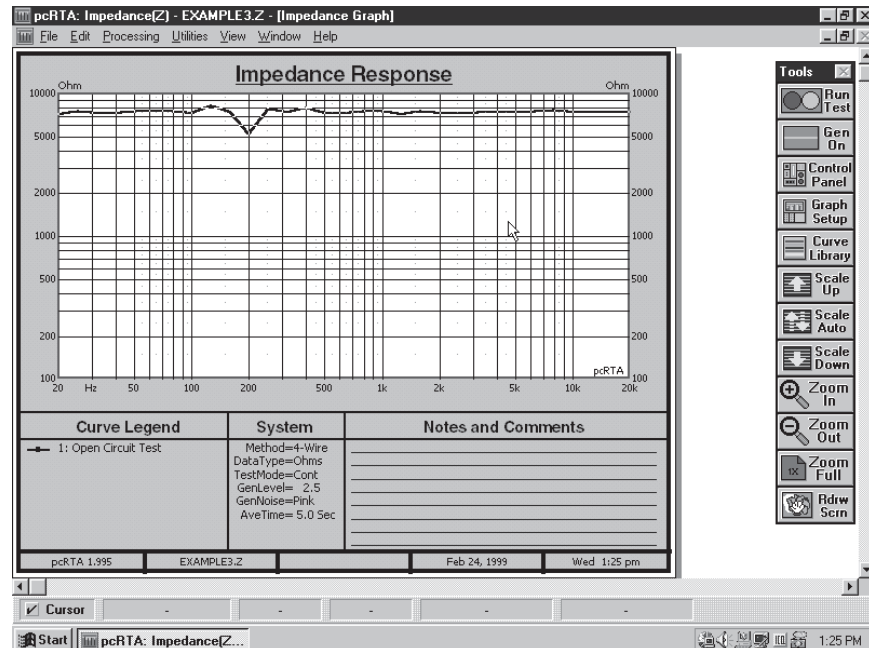 pcRTA: Impedance(Z) - EXAMPLE3.Z - [Impedance Graph]
File Edit Processing Utilities View Window Help
Impedance Response
Ohm Ohm
10000 10000
5000 5000
2000 2000
1000 1000
500 500
200 200
100 100
pcRTA
20 Hz 50 100 200 500 1k 2k 5k 10k 20k
Curve Legend
1: Open Circuit Test
System
Method=4-Wire
DataType=Ohms
TestMode=Cont
GenLevel= 2.5
GenNoise=Pink
AveTime= 5.0 Sec
Notes and Comments
pcRTA 1.995 EXAMPLE3.Z Feb 24, 1999 Wed 1:25 pm
Tools
Run
Test
Gen
On
Control
Panel
Graph
Setup
Curve
Library
Scale
Up
Scale
Auto
Scale
Down
Zoom
In
Zoom
Out
1X
Zoom
Full
Rdrw
Scrn
Cursor - - - - -
Start pcRTA: Impedance(Z... 1:25 PM